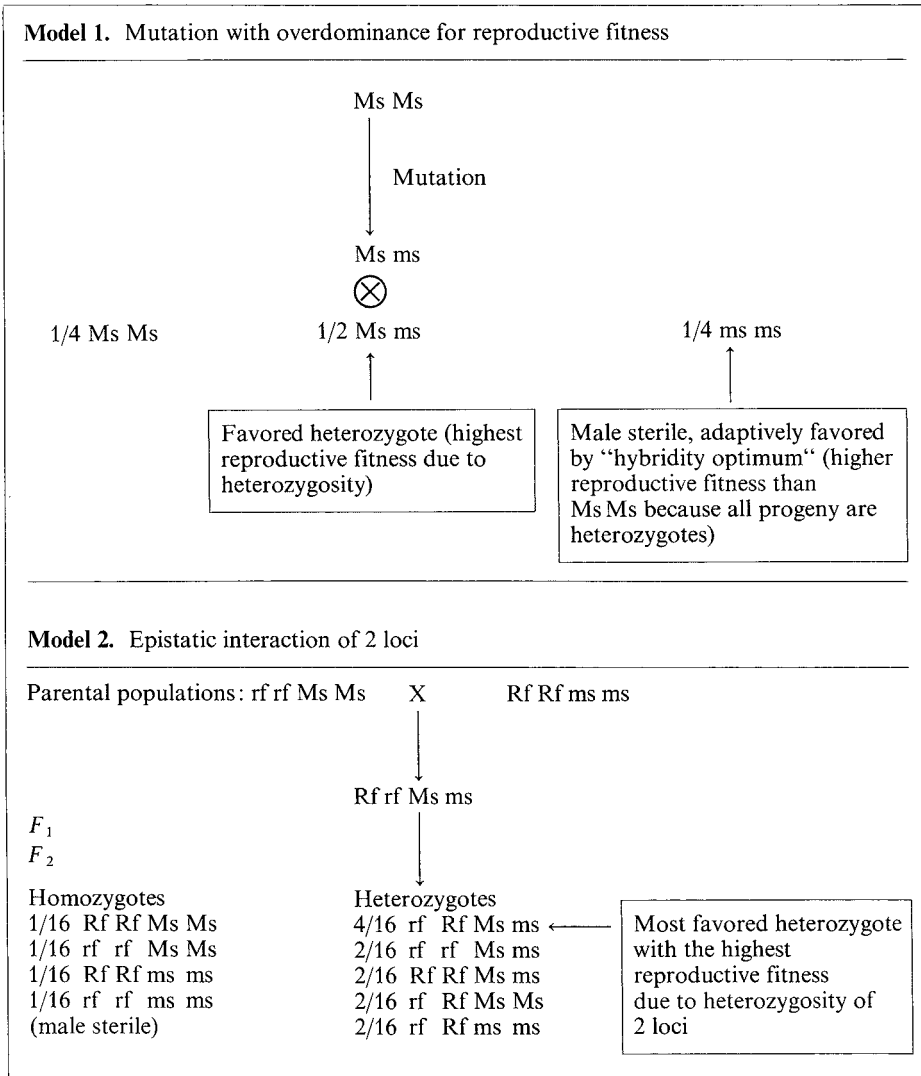 Model 1. Mutation with overdominance for reproductive fitness
Ms Ms
Mutation
Ms ms
1/4 Ms Ms 1/2 Ms ms 1/4 ms ms
Favored heterozygote (highest
reproductive fitness due to
heterozygosity)
Male sterile, adaptively favored
by “hybridity optimum“ (higher
reproductive fitness than
Ms Ms because all progeny are
heterozygotes)
Model 2. Epistatic interaction of 2 loci
Parental populations: rf rf Ms Ms X Rf Rf ms ms
Rf rf Ms ms
F1
F2
Homozygotes Heterozygotes
1/16 Rf Rf Ms Ms 4/16 rf Rf Ms ms
1/16 rf rf Ms Ms 2/16 rf rf Ms ms
1/16 Rf Rf ms ms 2/16 Rf Rf Ms ms
1/16 rf rf ms ms 2/16 rf Rf Ms Ms
(male sterile) 2/16 rf Rf ms ms
Most favored heterozygote
with the highest
reproductive fitness
due to heterozygosity of
2 loci